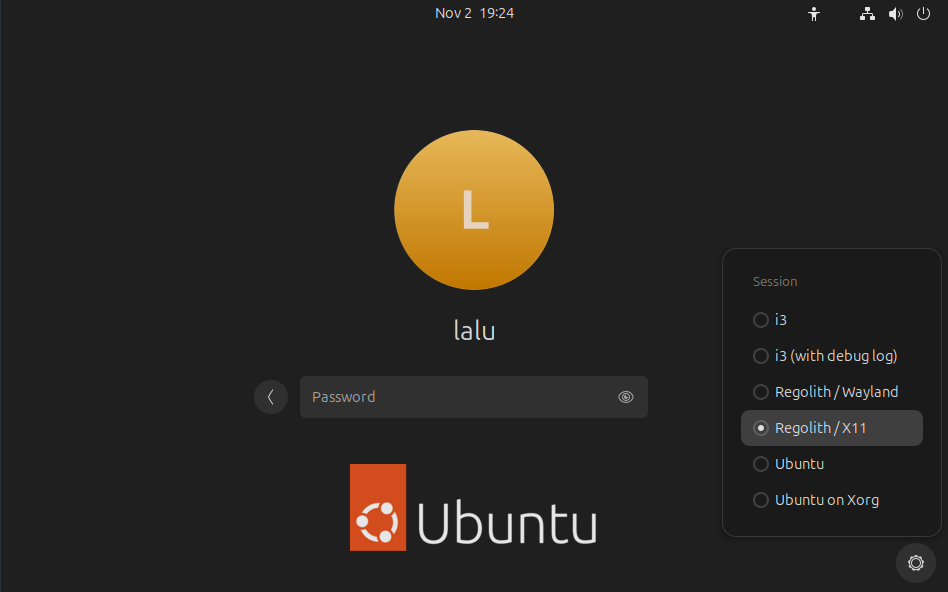 Nov 2 19:24
L
lalu
Password
Ubuntu
Session
i3
i3 (with debug log)
Regolith / Wayland
Regolith / X11
Ubuntu
Ubuntu on Xorg